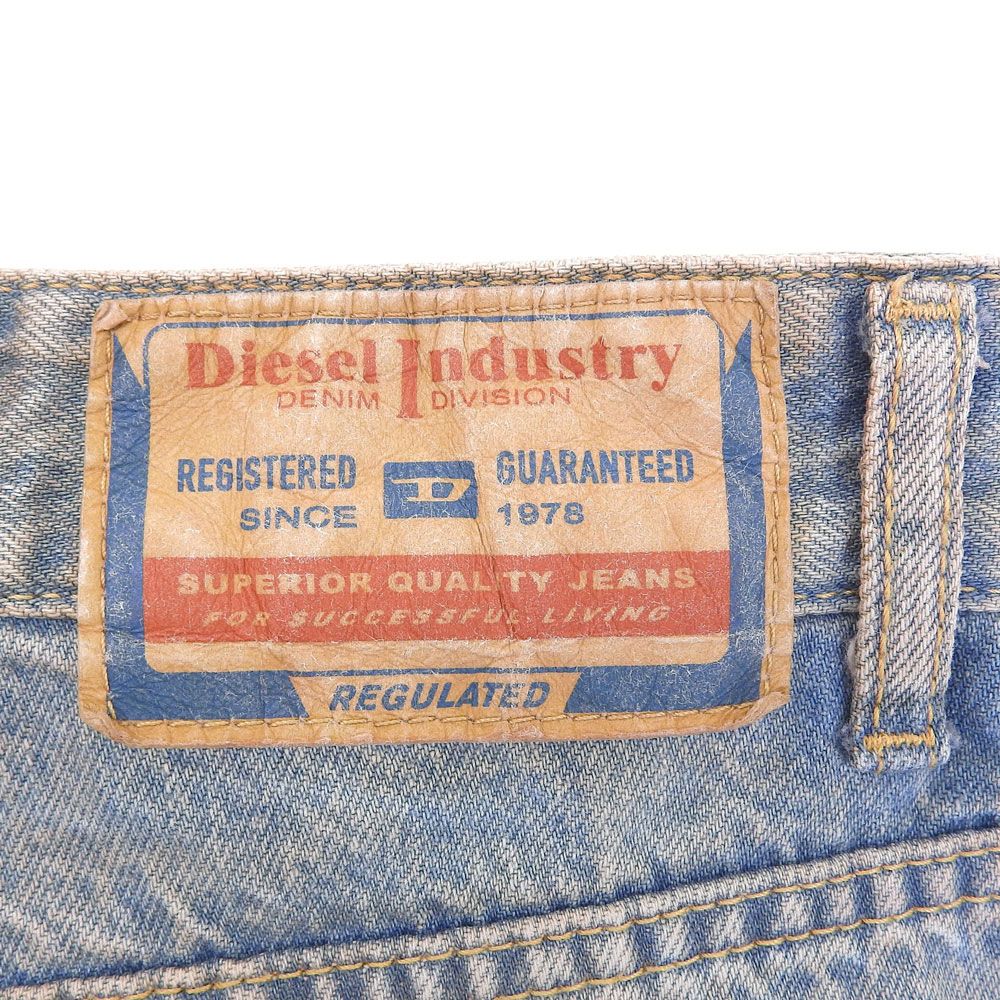 Diesel Industry
DENIM DIVISION
REGISTERED D GUARANTEED
SINCE 1978
SUPERIOR QUALITY JEANS
FOR SUCCESSFUL LIVING
REGULATED